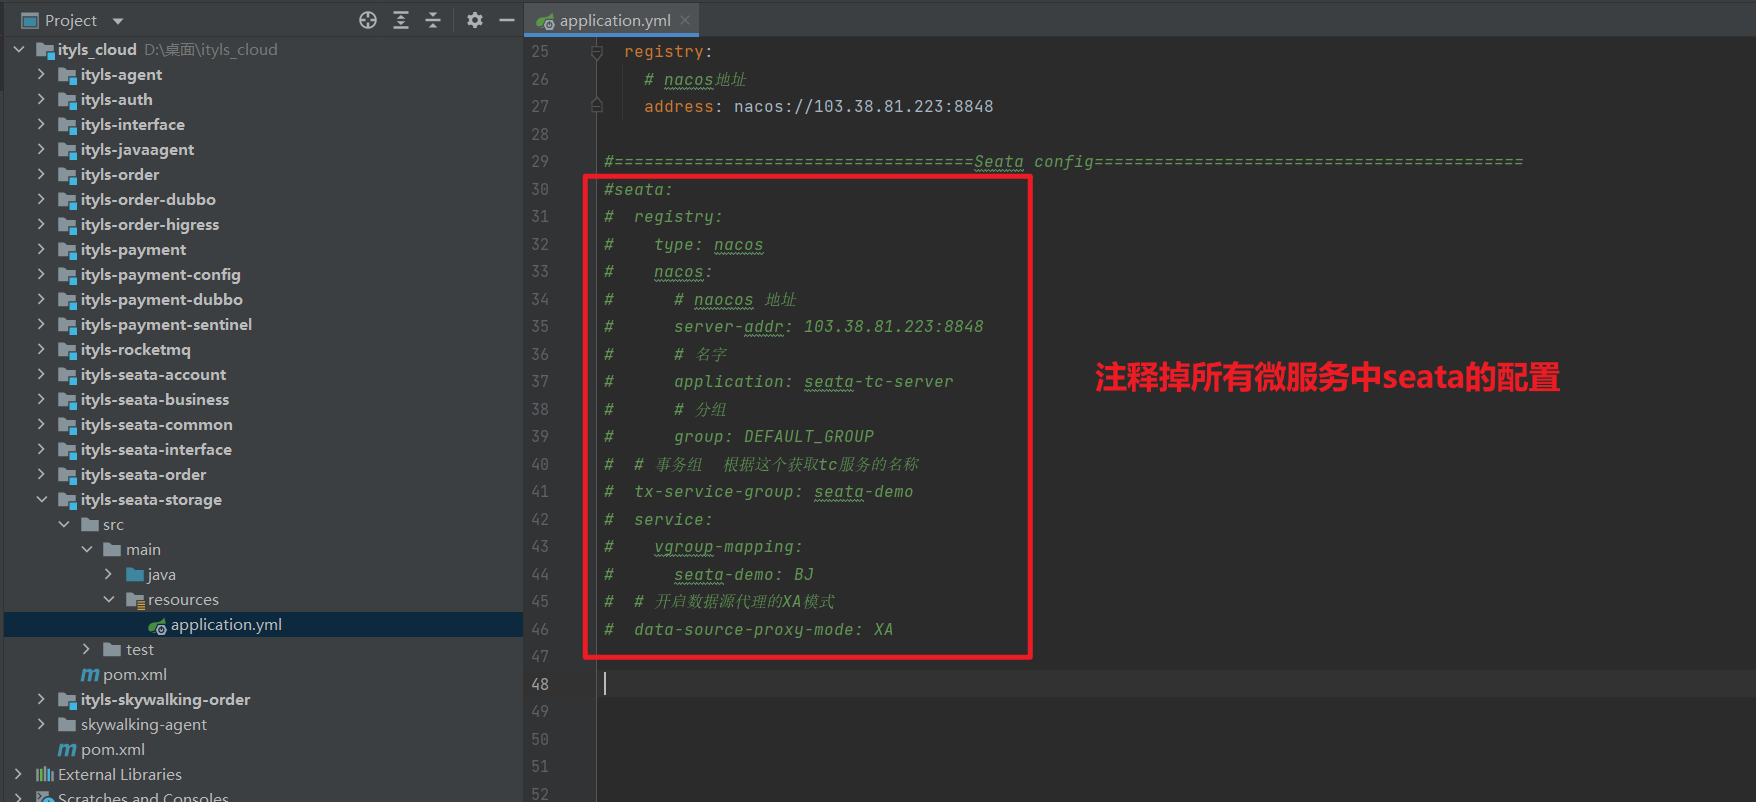 Project
ityls_cloud D:\桌面\ityls_cloud
ityls-agent
ityls-auth
ityls-interface
ityls-javaagent
ityls-order
ityls-order-dubbo
ityls-order-higress
ityls-payment
ityls-payment-config
ityls-payment-dubbo
ityls-payment-sentinel
ityls-rocketmq
ityls-seata-account
ityls-seata-business
ityls-seata-common
ityls-seata-interface
ityls-seata-order
ityls-seata-storage
src
main
java
resources
application.yml
test
pom.xml
ityls-skywalking-order
skywalking-agent
pom.xml
External Libraries
Scratches and Consoles
application.yml
25 registry:
26 # nacos地址
27 address: nacos://103.38.81.223:8848
28
29 #====================================Seata config===========================================
30 #seata:
31 # registry:
32 # type: nacos
33 # nacos:
34 # # naocos 地址
35 # server-addr: 103.38.81.223:8848
36 # # 名字
37 # application: seata-tc-server
38 # # 分组
39 # group: DEFAULT_GROUP
40 # # 事务组 根据这个获取tc服务的名称
41 # tx-service-group: seata-demo
42 # service:
43 # vgroup-mapping:
44 # seata-demo: BJ
45 # # 开启数据源代理的XA模式
46 # data-source-proxy-mode: XA
47
48
49
50
51
52
注释掉所有微服务中seata的配置